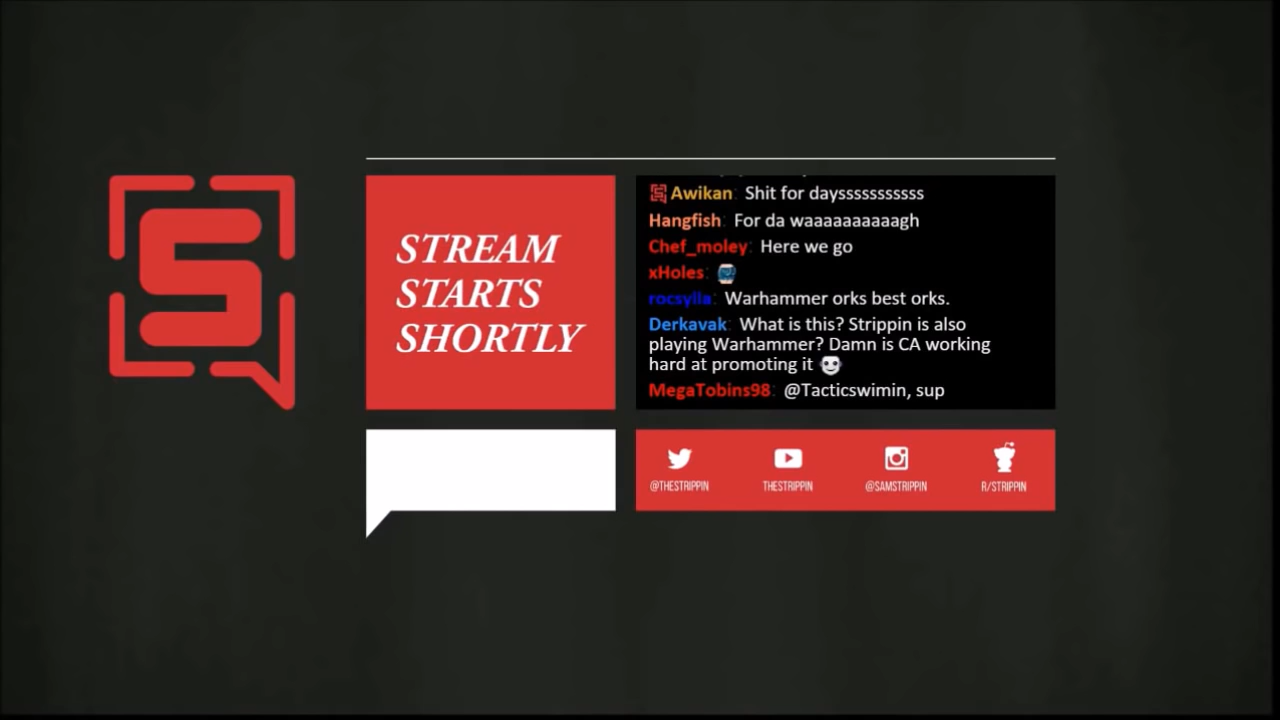 STREAM
STARTS
SHORTLY
Awikan: Shit for daysssssssssss
Hangfish: For da waaaaaaaaaagh
Chef_moley: Here we go
xHoles:
rocsylla: Warhammer orks best orks.
Derkavak: What is this? Strippin is also
playing Warhammer? Damn is CA working
hard at promoting it
MegaTobins98: @Tacticswimin, sup
@THESTRIPPIN
THESTRIPPIN
@SAMSTRIPPIN
R/STRIPPIN